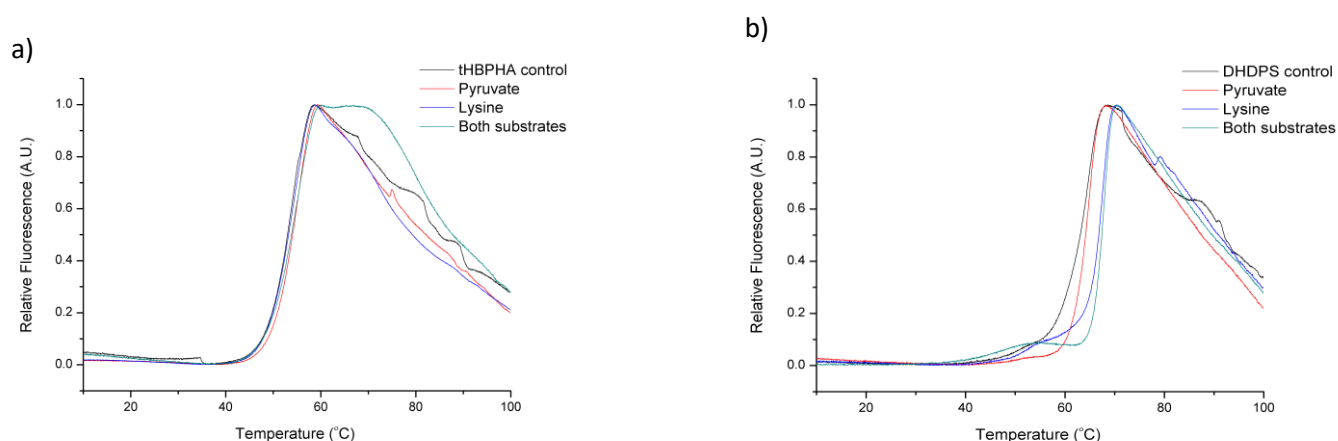 a)
tHBPHA control
Pyruvate
Lysine
Both substrates
Relative Fluorescence (A.U.)
1.0
0.8
0.6
0.4
0.2
0.0
20 40 60 80 100
Temperature (°C)
b)
DHDPS control
Pyruvate
Lysine
Both substrates
Relative Fluorescence (A.U.)
1.0
0.8
0.6
0.4
0.2
0.0
20 40 60 80 100
Temperature (°C)